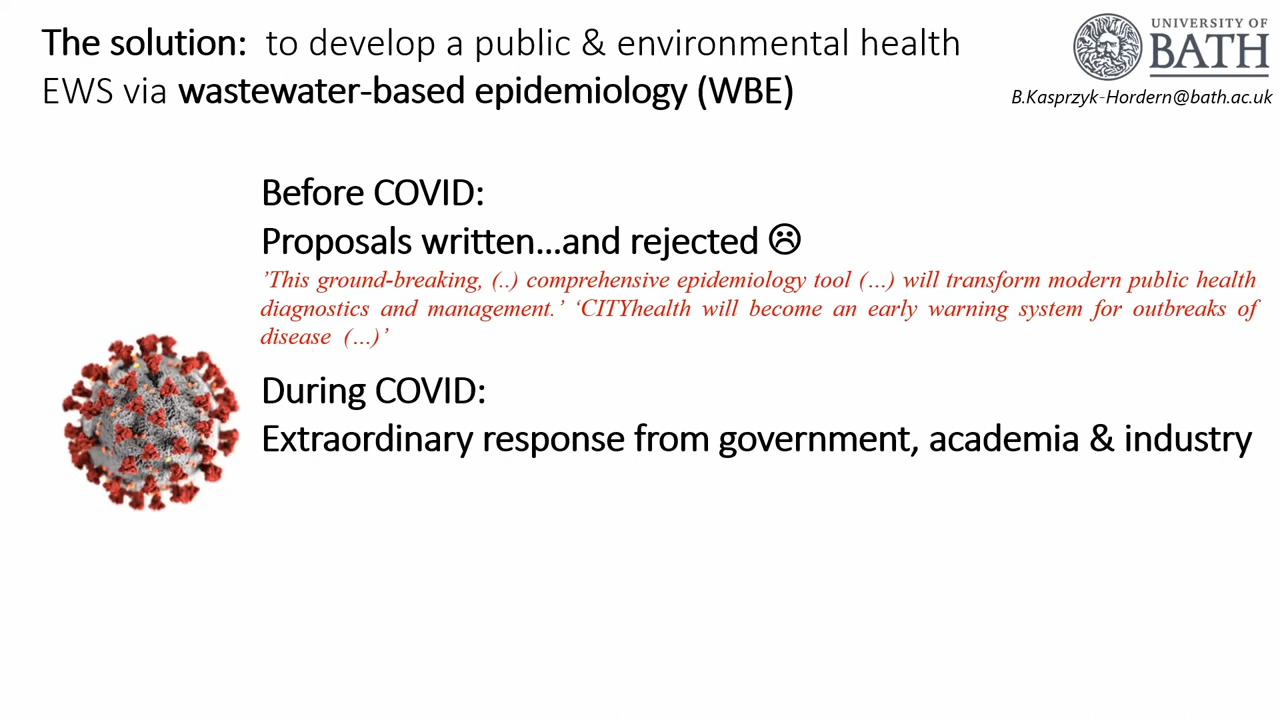 The solution: to develop a public & environmental health
EWS via wastewater-based epidemiology (WBE)
UNIVERSITY OF
BATH
B.Kasprzyk-Hordern@bath.ac.uk
Before COVID:
Proposals written...and rejected ☹
’This ground-breaking, (..) comprehensive epidemiology tool (…) will transform modern public health
diagnostics and management.’ ‘CITYhealth will become an early warning system for outbreaks of
disease (…)’
During COVID:
Extraordinary response from government, academia & industry